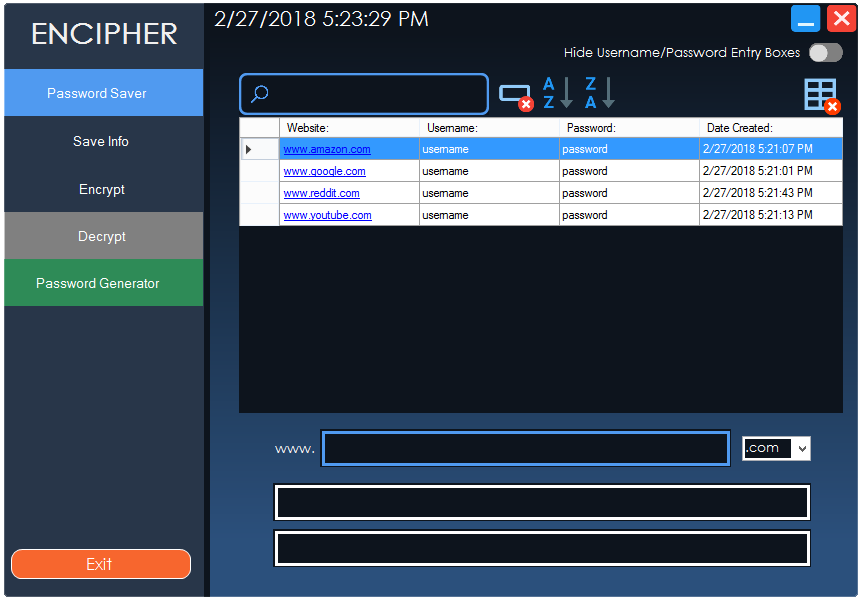 ENCIPHER
2/27/2018 5:23:29 PM
Hide Username/Password Entry Boxes
Password Saver
Save Info
Encrypt
Decrypt
Password Generator
Exit
A
Z
Z
A
Website: Username: Password: Date Created:
www.amazon.com username password 2/27/2018 5:21:07 PM
www.google.com username password 2/27/2018 5:21:01 PM
www.reddit.com username password 2/27/2018 5:21:43 PM
www.youtube.com username password 2/27/2018 5:21:13 PM
www. .com